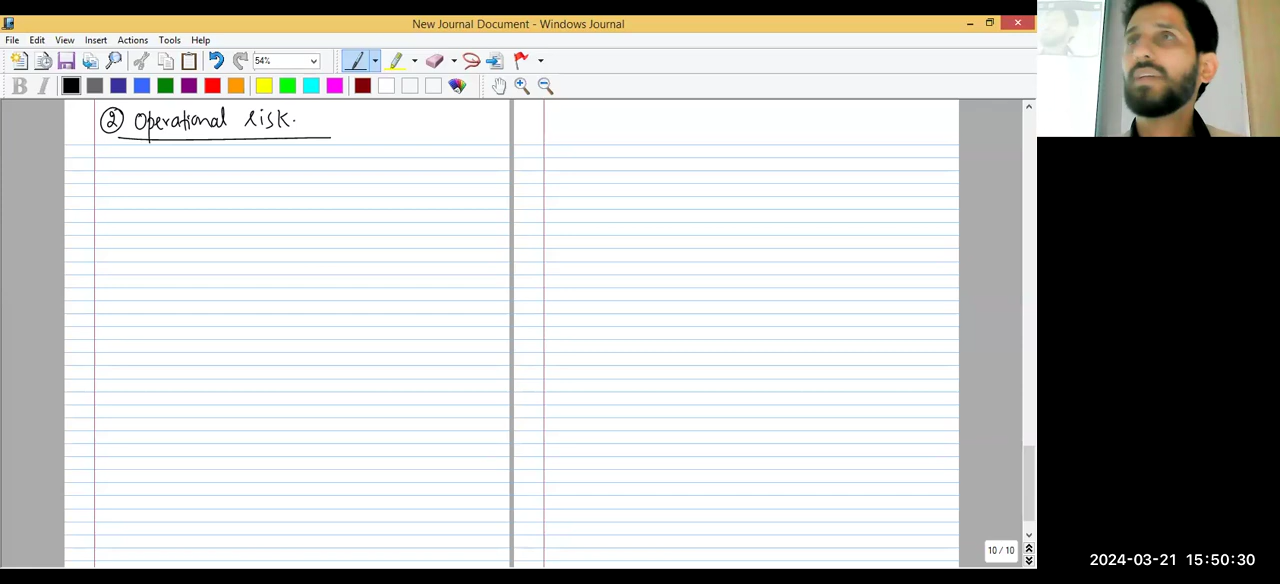 New Journal Document - Windows Journal
File Edit View Insert Actions Tools Help
54%
B I
② Operational risk.
10 / 10
2024-03-21 15:50:30